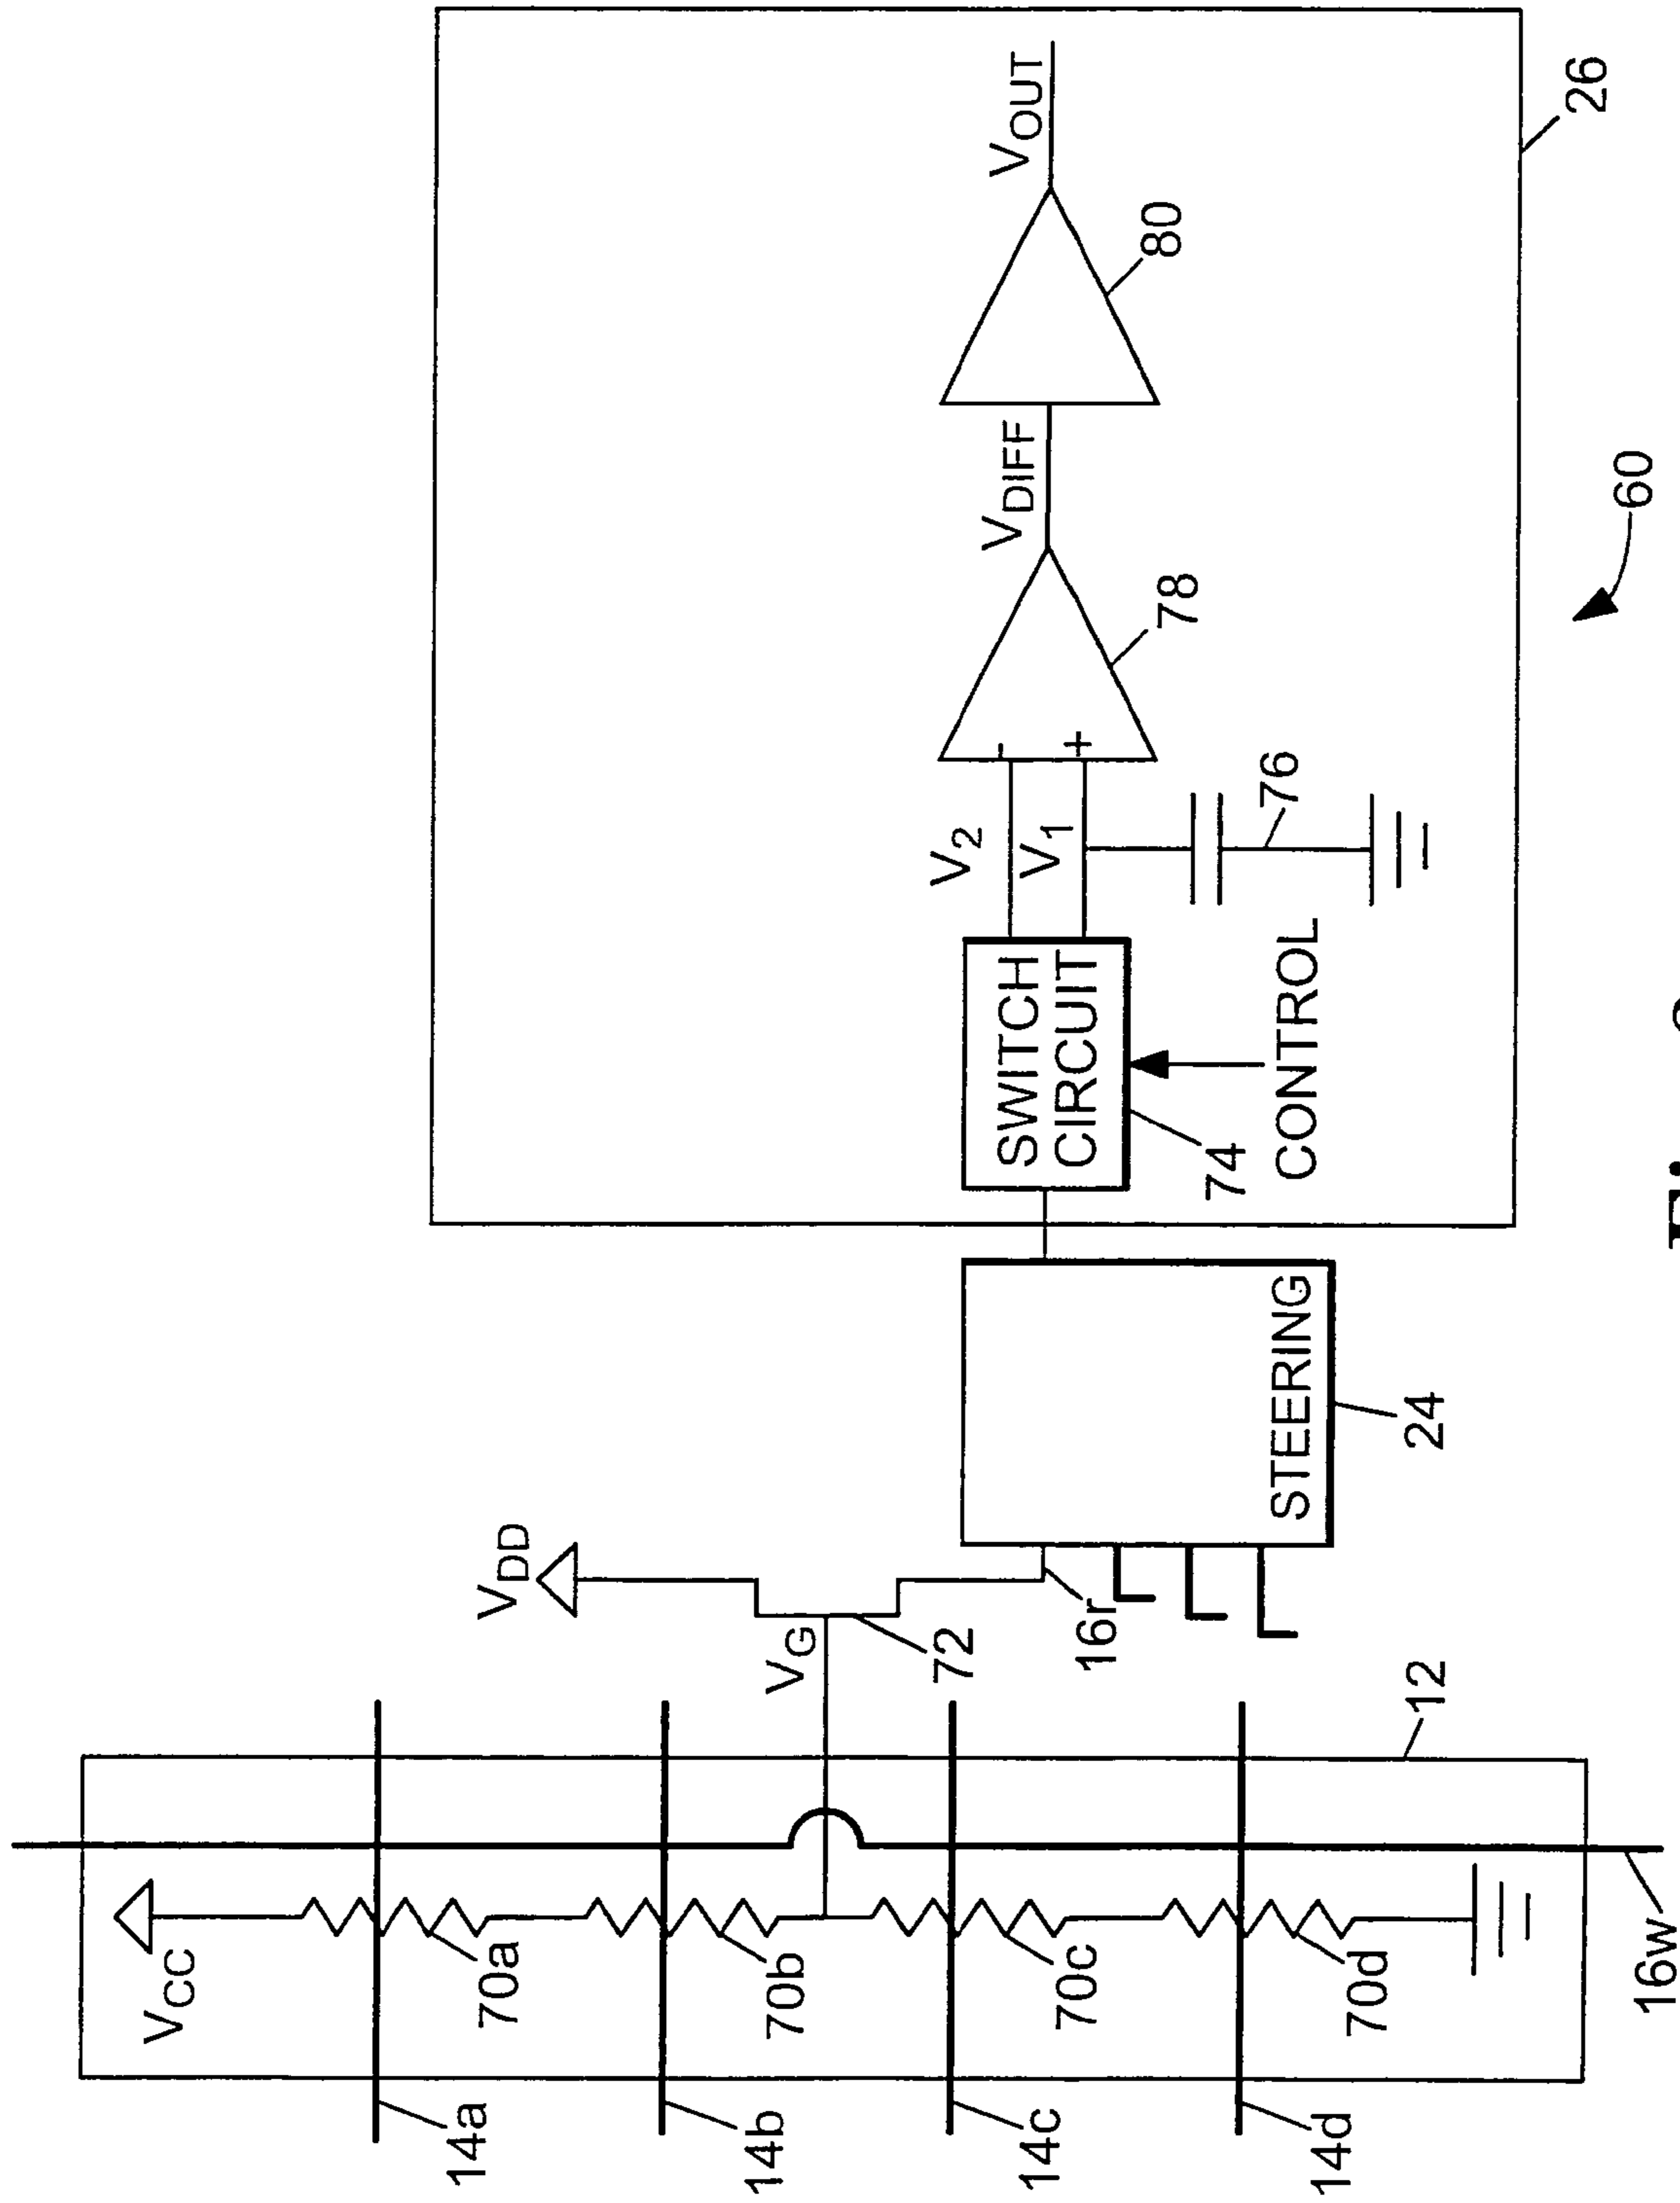 V_CC
14a
70a
14b
70b
14c
70c
14d
70d
16w
12
V_DD
V_G
72
16r
STEERING
24
SWITCH
CIRCUIT
74
CONTROL
V_2
V_1
-
+
76
78
V_DIFF
80
V_OUT
26
60